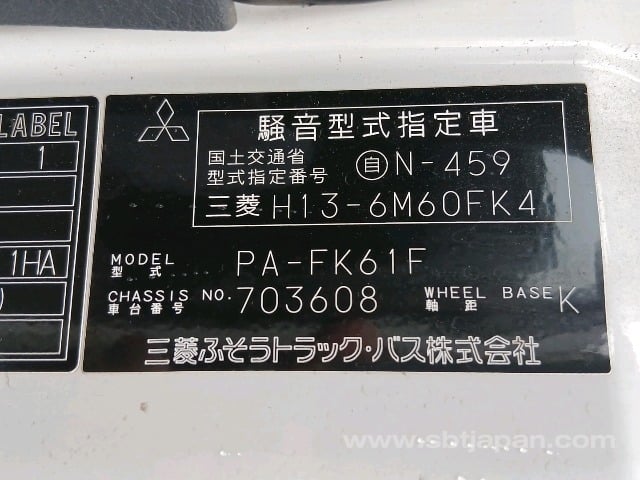 LABEL
1
1HA
)
騒音型式指定車
国土交通省
型式指定番号 自N-459
三菱 H13-6M60FK4
MODEL
型式 PA-FK61F
CHASSIS NO. 703608 WHEEL BASE K
車台番号 軸距
三菱ふそうトラック・バス株式会社
www.sbtjapan.com